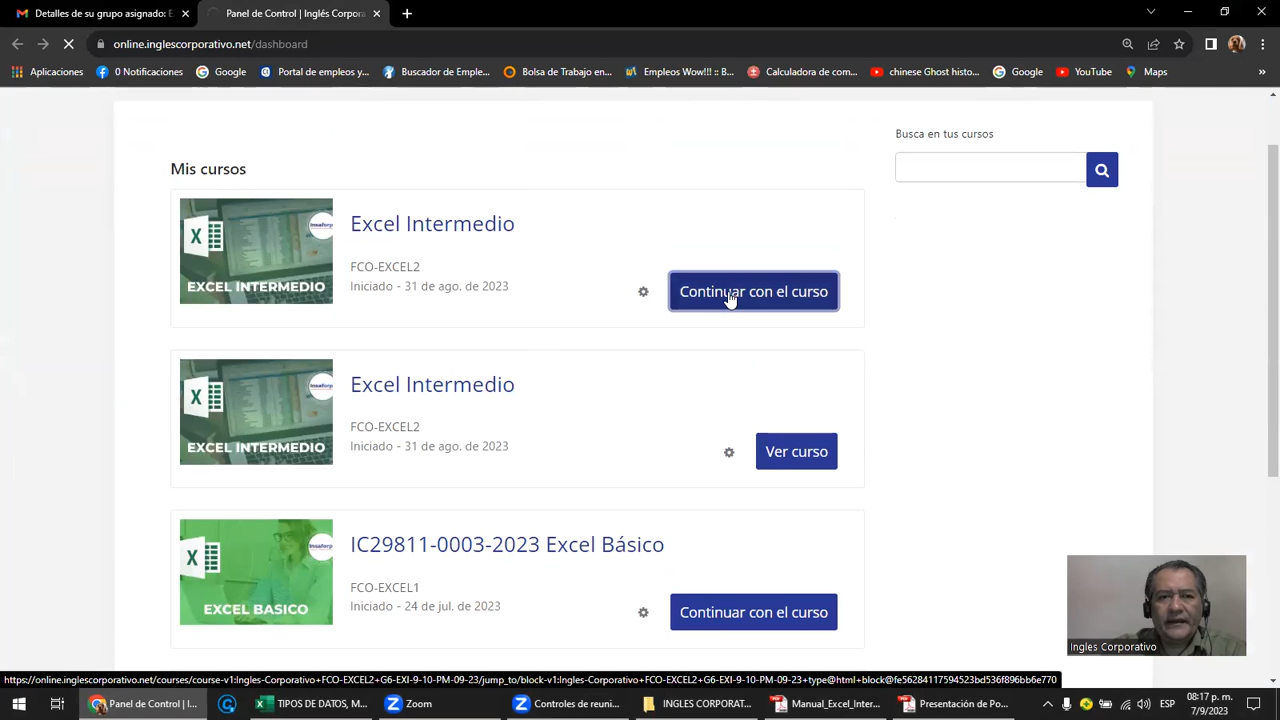 Detalles de su grupo asignado: E
Panel de Control | Inglés Corpora
online.inglescorporativo.net/dashboard
Aplicaciones
0 Notificaciones
Google
Portal de empleos y...
Buscador de Emple...
Bolsa de Trabajo en...
Empleos Wow!!! :: B...
Calculadora de com...
chinese Ghost histo...
Google
YouTube
Maps
»
Busca en tus cursos
Mis cursos
Insaforp
EXCEL INTERMEDIO
Excel Intermedio
FCO-EXCEL2
Iniciado - 31 de ago. de 2023
Continuar con el curso
Insaforp
EXCEL INTERMEDIO
Excel Intermedio
FCO-EXCEL2
Iniciado - 31 de ago. de 2023
Ver curso
Insaforp
EXCEL BASICO
IC29811-0003-2023 Excel Básico
FCO-EXCEL1
Iniciado - 24 de jul. de 2023
Continuar con el curso
Ingles Corporativo
https://online.inglescorporativo.net/courses/course-v1:Ingles-Corporativo+FCO-EXCEL2+G6-EXI-9-10-PM-09-23/jump_to/block-v1:Ingles-Corporativo+FCO-EXCEL2+G6-EXI-9-10-PM-09-23+type@html+block@fe56284117594523bd536f896bb6e770
Panel de Control | I...
TIPOS DE DATOS, M...
Zoom
Controles de reuni...
INGLES CORPORAT...
Manual_Excel_Inter...
Presentación de Po...
ESP
08:17 p. m.
7/9/2023